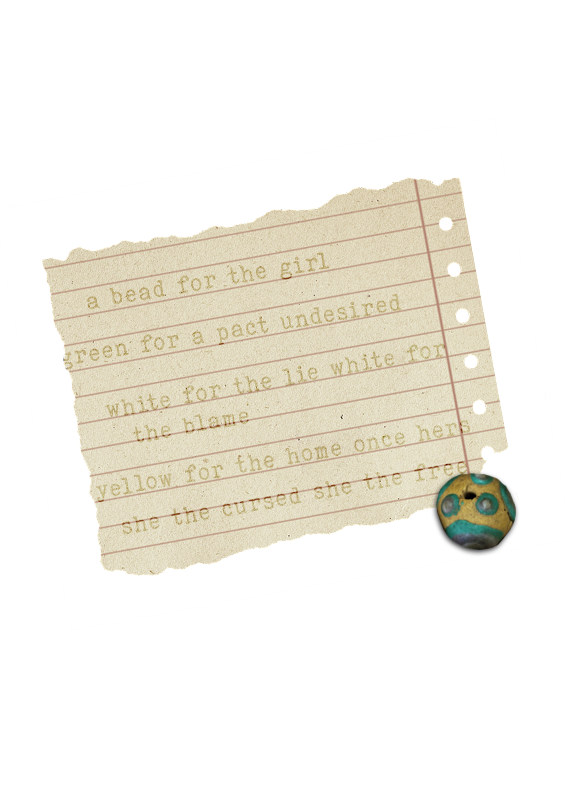 a bead for the girl
green for a pact undesired
white for the lie white for
the blame
yellow for the home once hers
she the cursed she the free